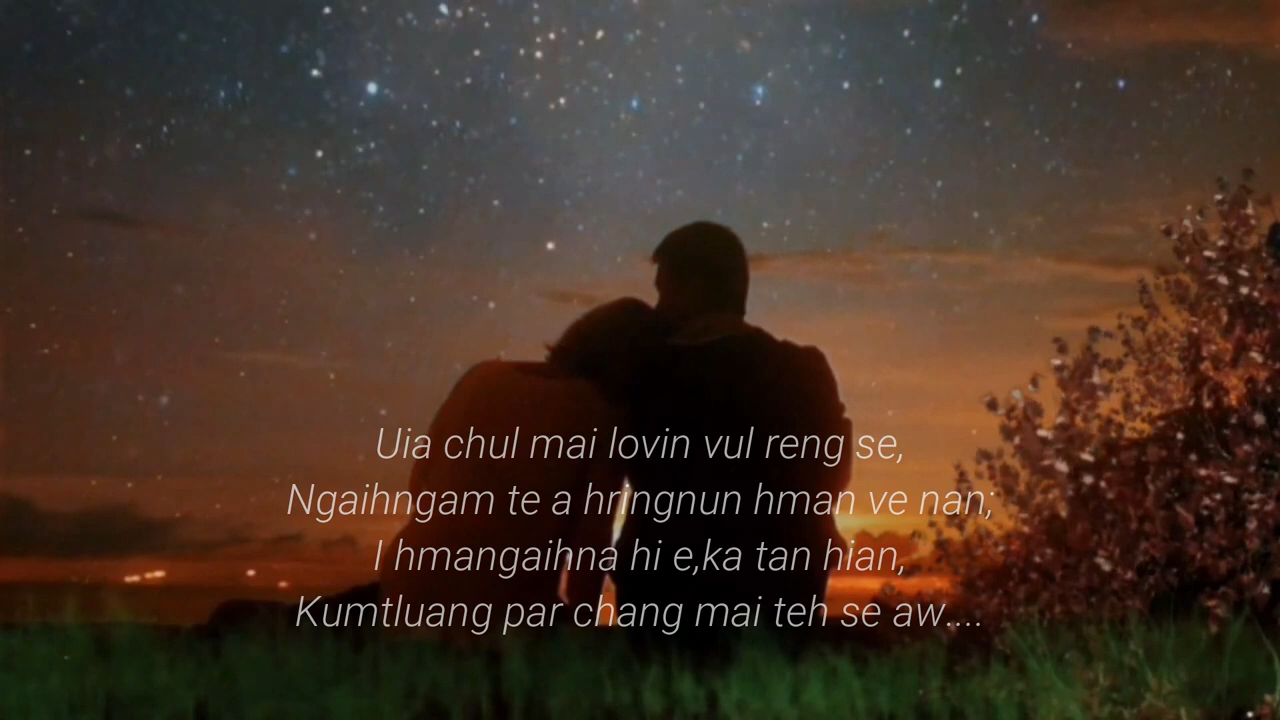 Uia chul mai lovin vul reng se,
Ngaihngam te a hringnun hman ve nan;
I hmangaihna hi e,ka tan hian,
Kumtluang par chang mai teh se aw....